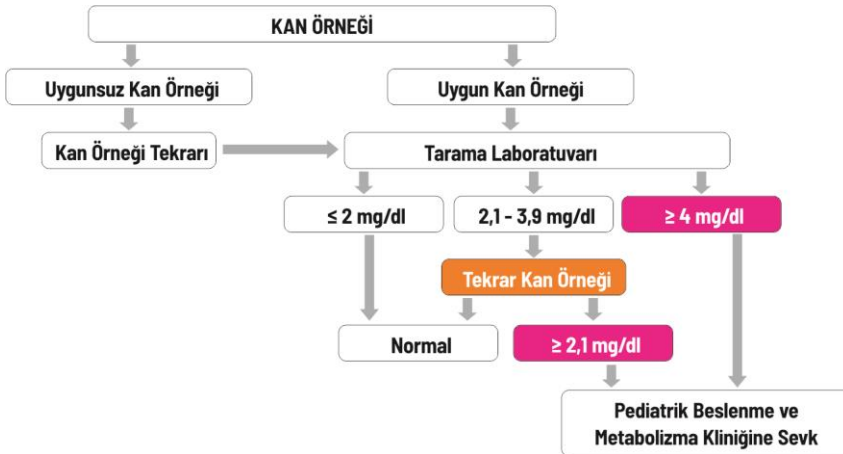 KAN ÖRNEĞİ
Uygunsuz Kan Örneği
Uygun Kan Örneği
Kan Örneği Tekrarı
Tarama Laboratuvarı
≤ 2 mg/dl
2,1 - 3,9 mg/dl
≥ 4 mg/dl
Tekrar Kan Örneği
Normal
≥ 2,1 mg/dl
Pediatrik Beslenme ve
Metabolizma Kliniğine Sevk